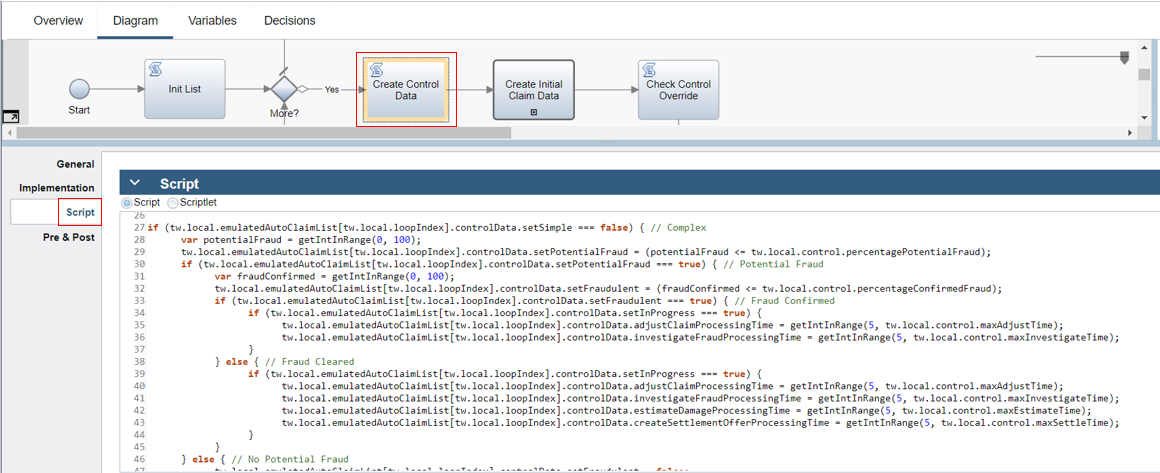 Overview Diagram Variables Decisions
Start
Init List
More?
Yes
Create Control
Data
Create Initial
Claim Data
Check Control
Override
General
Implementation
Script
Pre & Post
Script
Script Scriptlet
26
27 if (tw.local.emulatedAutoClaimList[tw.local.loopIndex].controlData.setSimple === false) { // Complex
28 var potentialFraud = getIntInRange(0, 100);
29 tw.local.emulatedAutoClaimList[tw.local.loopIndex].controlData.setPotentialFraud = (potentialFraud <= tw.local.control.percentagePotentialFraud);
30 if (tw.local.emulatedAutoClaimList[tw.local.loopIndex].controlData.setPotentialFraud === true) { // Potential Fraud
31 var fraudConfirmed = getIntInRange(0, 100);
32 tw.local.emulatedAutoClaimList[tw.local.loopIndex].controlData.setFraudulent = (fraudConfirmed <= tw.local.control.percentageConfirmedFraud);
33 if (tw.local.emulatedAutoClaimList[tw.local.loopIndex].controlData.setFraudulent === true) { // Fraud Confirmed
34 if (tw.local.emulatedAutoClaimList[tw.local.loopIndex].controlData.setInProgress === true) {
35 tw.local.emulatedAutoClaimList[tw.local.loopIndex].controlData.adjustClaimProcessingTime = getIntInRange(5, tw.local.control.maxAdjustTime);
36 tw.local.emulatedAutoClaimList[tw.local.loopIndex].controlData.investigateFraudProcessingTime = getIntInRange(5, tw.local.control.maxInvestigateTime);
37 }
38 } else { // Fraud Cleared
39 if (tw.local.emulatedAutoClaimList[tw.local.loopIndex].controlData.setInProgress === true) {
40 tw.local.emulatedAutoClaimList[tw.local.loopIndex].controlData.adjustClaimProcessingTime = getIntInRange(5, tw.local.control.maxAdjustTime);
41 tw.local.emulatedAutoClaimList[tw.local.loopIndex].controlData.investigateFraudProcessingTime = getIntInRange(5, tw.local.control.maxInvestigateTime);
42 tw.local.emulatedAutoClaimList[tw.local.loopIndex].controlData.estimateDamageProcessingTime = getIntInRange(5, tw.local.control.maxEstimateTime);
43 tw.local.emulatedAutoClaimList[tw.local.loopIndex].controlData.createSettlementOfferProcessingTime = getIntInRange(5, tw.local.control.maxSettleTime);
44 }
45 }
46 } else { // No Potential Fraud
47 tw.local.emulatedAutoClaimList[tw.local.loopIndex].controlData.setFraudulent = false;